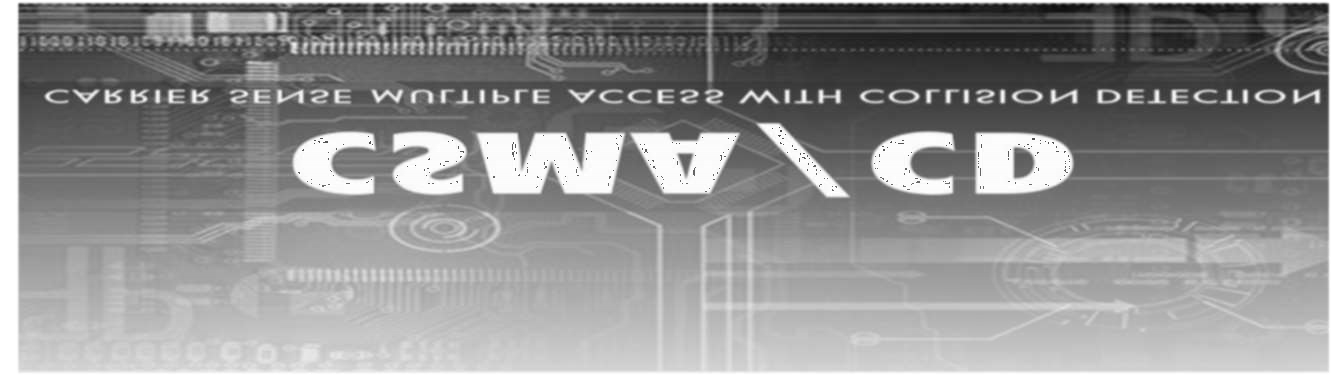 CSMA/CD
CARRIER SENSE MULTIPLE ACCESS WITH COLLISION DETECTION